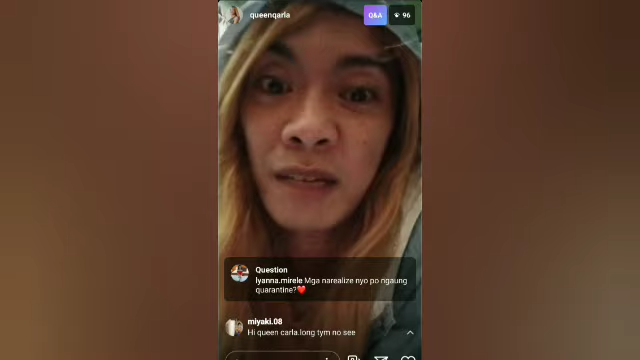 queenqarla
Q&A
96
Question
lyanna.mirele Mga narealize nyo po ngaung
quarantine?❤️
miyaki.08
Hi queen carla.long tym no see